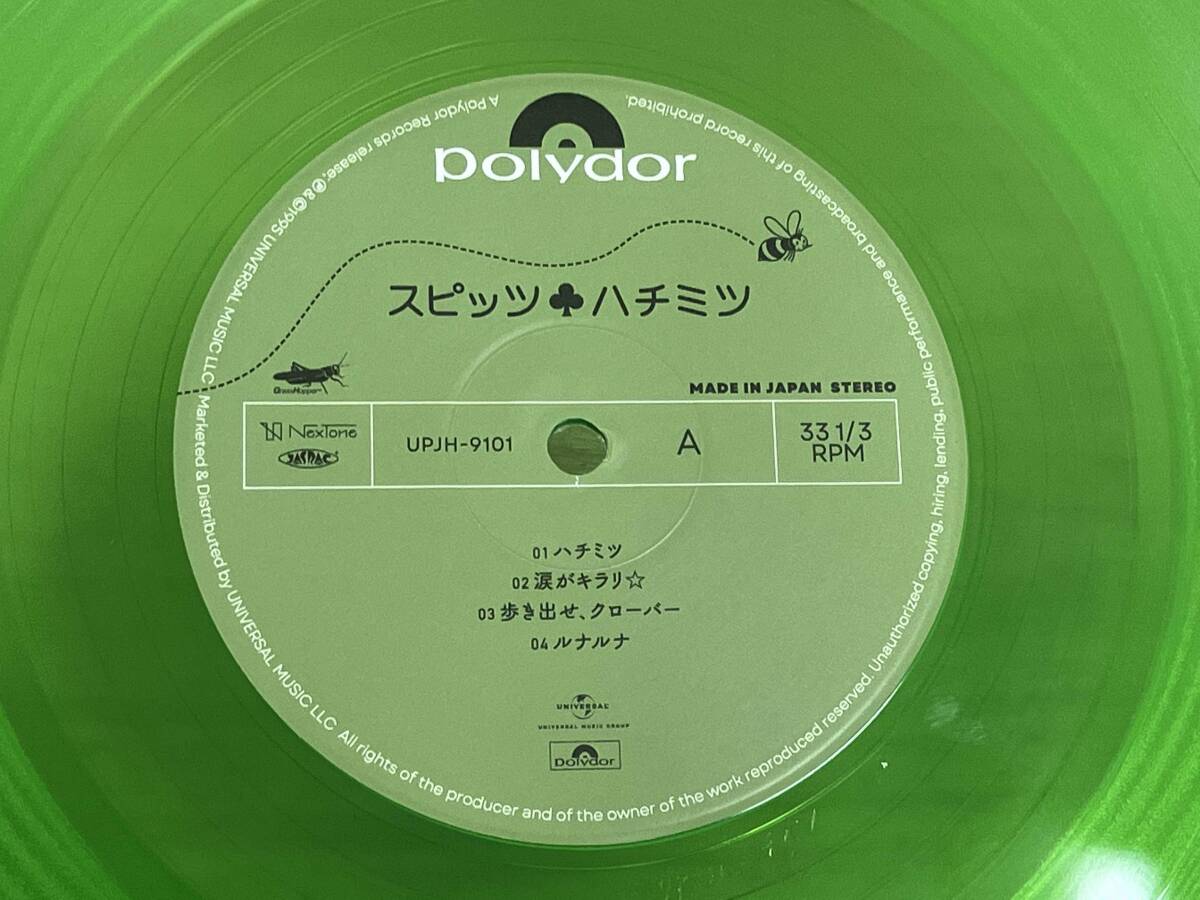 polydor
スピッツ♣ハチミツ
GrassHopper
MADE IN JAPAN STEREO
NexTone
JASRAC
UPJH-9101
A
33 1/3
RPM
01 ハチミツ
02 涙がキラリ☆
03 歩き出せ、クローバー
04 ルナルナ
UNIVERSAL
UNIVERSAL MUSIC GROUP
polydor
A Polydor Records release, ℗&©1995 UNIVERSAL MUSIC LLC Marketed & Distributed by UNIVERSAL MUSIC LLC. All rights of the producer and of the owner of the work reproduced reserved. Unauthorized copying, hiring, lending, public performance and broadcasting of this record prohibited.